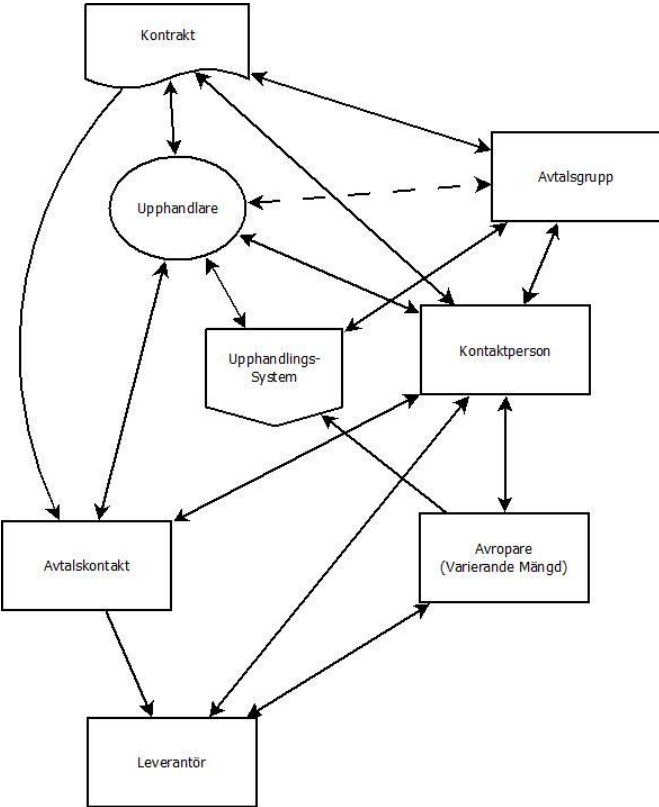 Kontrakt
Avtalsgrupp
Upphandlare
Upphandlings-
System
Kontaktperson
Avtalskontakt
Avropare
(Varierande Mängd)
Leverantör